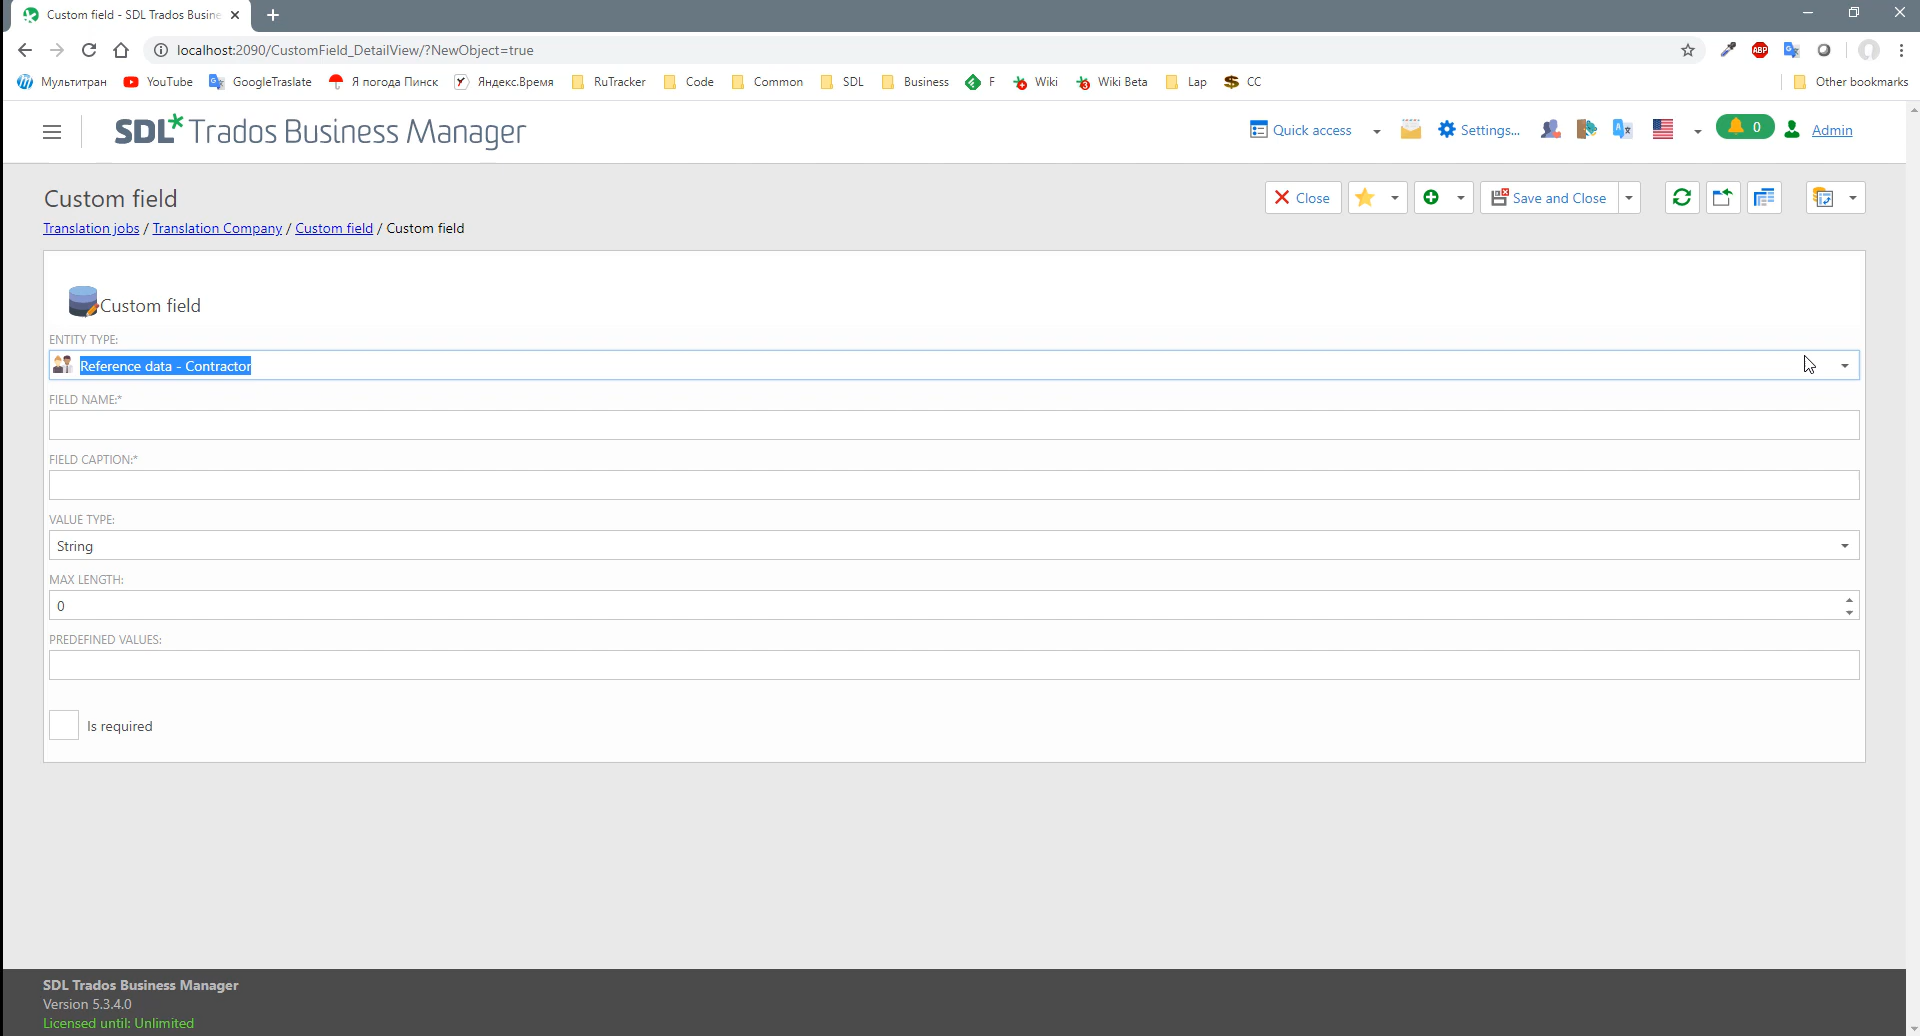 Custom field - SDL Trados Busine
localhost:2090/CustomField_DetailView/?NewObject=true
ABP
Мультитран YouTube GoogleTraslate Я погода Пинск Яндекс.Время RuTracker Code Common SDL Business F Wiki Wiki Beta Lap CC Other bookmarks
SDL* Trados Business Manager
Quick access Settings... 0 Admin
Custom field
Close Save and Close
Translation jobs / Translation Company / Custom field / Custom field
Custom field
ENTITY TYPE:
Reference data - Contractor
FIELD NAME:*
FIELD CAPTION:*
VALUE TYPE:
String
MAX LENGTH:
0
PREDEFINED VALUES:
Is required
SDL Trados Business Manager
Version 5.3.4.0
Licensed until: Unlimited